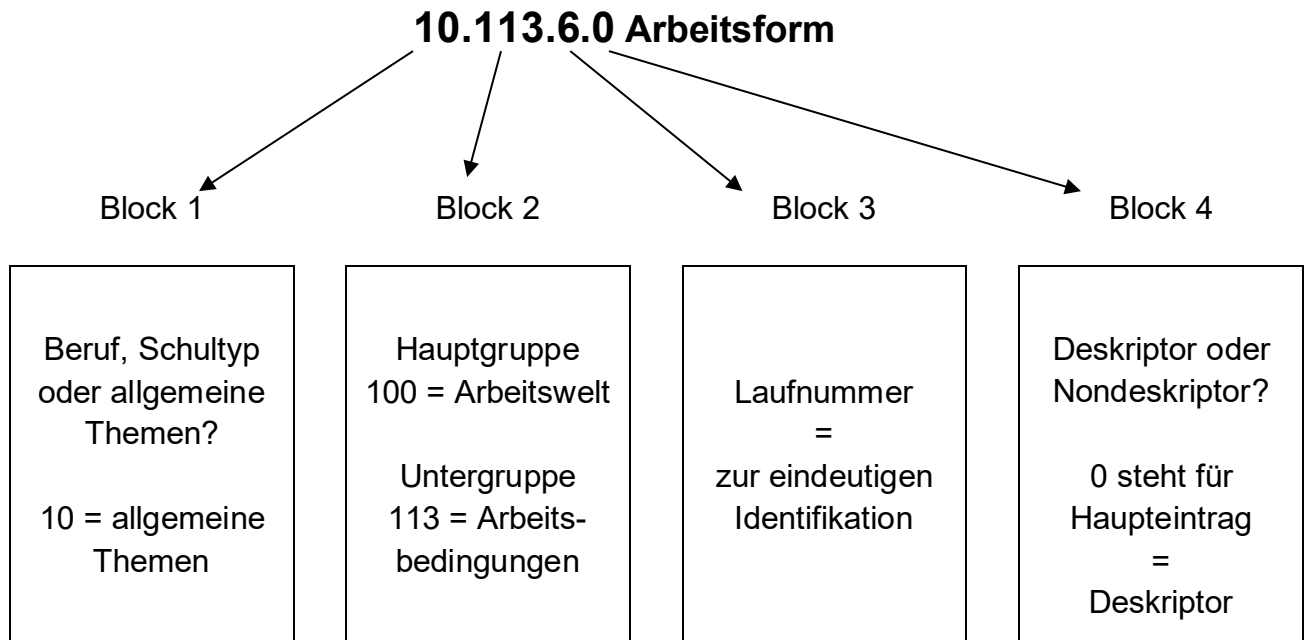 10.113.6.0 Arbeitsform
Block 1
Block 2
Block 3
Block 4
Beruf, Schultyp
oder allgemeine
Themen?
10 = allgemeine
Themen
Hauptgruppe
100 = Arbeitswelt
Untergruppe
113 = Arbeits-
bedingungen
Laufnummer
=
zur eindeutigen
Identifikation
Deskriptor oder
Nondeskriptor?
0 steht für
Haupteintrag
=
Deskriptor